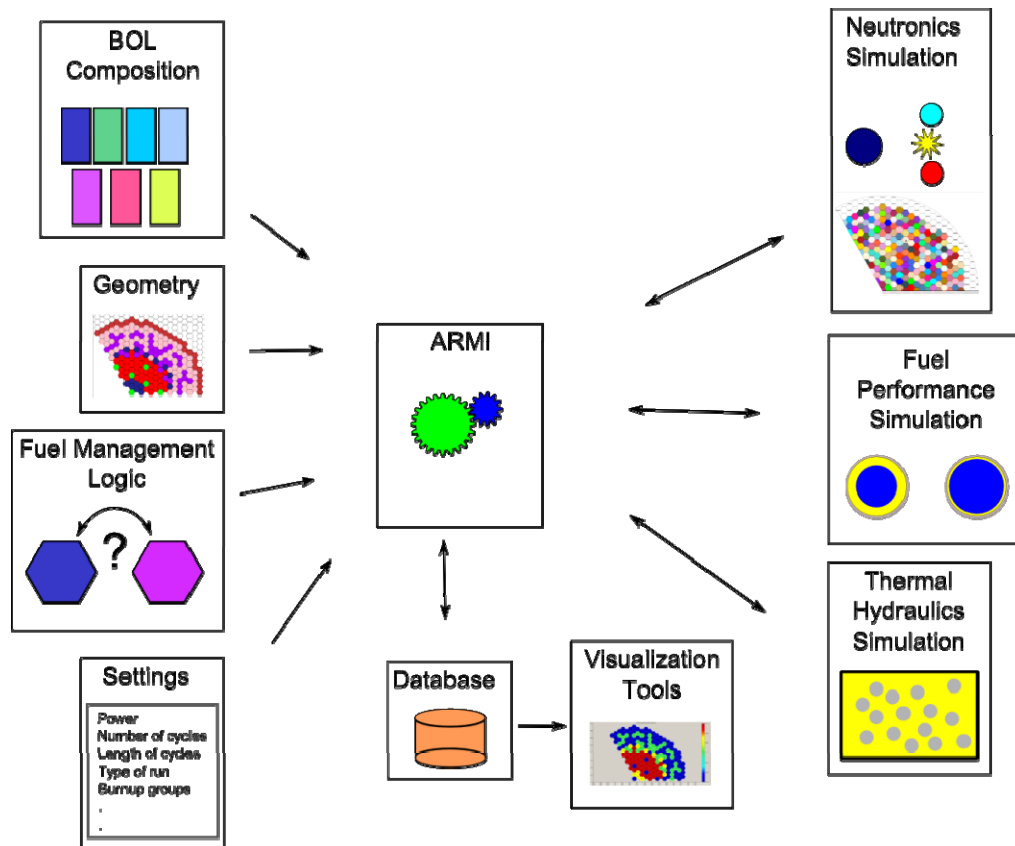 BOL
Composition
Geometry
Fuel Management
Logic
?
Settings
Power
Number of cycles
Length of cycles
Type of run
Burnup groups
.
.
ARMI
Database
Visualization
Tools
Neutronics
Simulation
Fuel
Performance
Simulation
Thermal
Hydraulics
Simulation